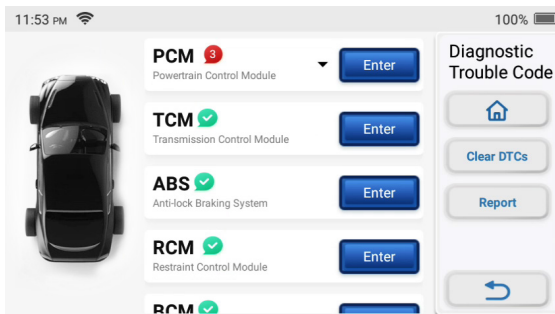 11:53 PM
100%
PCM 3
Powertrain Control Module
Enter
TCM
Transmission Control Module
Enter
ABS
Anti-lock Braking System
Enter
RCM
Restraint Control Module
Enter
BCM
Diagnostic
Trouble Code
Clear DTCs
Report